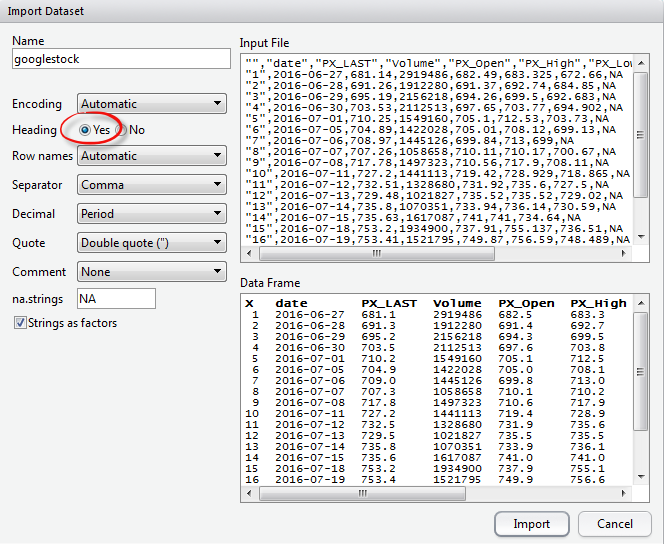 Import Dataset
Name
googlestock
Encoding Automatic
Heading Yes No
Row names Automatic
Separator Comma
Decimal Period
Quote Double quote (")
Comment None
na.strings NA
Strings as factors
Input File
"","date","PX_LAST","Volume","PX_Open","PX_High","PX_Lo
"1",2016-06-27,681.14,2919486,682.49,683.325,672.66,NA
"2",2016-06-28,691.26,1912280,691.37,692.74,684.85,NA
"3",2016-06-29,695.19,2156218,694.26,699.5,692.683,NA
"4",2016-06-30,703.53,2112513,697.65,703.77,694.902,NA
"5",2016-07-01,710.25,1549160,705.1,712.53,703.73,NA
"6",2016-07-05,704.89,1422028,705.01,708.12,699.13,NA
"7",2016-07-06,708.97,1445126,699.84,713,699,NA
"8",2016-07-07,707.26,1058658,710.11,710.17,700.67,NA
"9",2016-07-08,717.78,1497323,710.56,717.9,708.11,NA
"10",2016-07-11,727.2,1441113,719.42,728.929,718.865,NA
"11",2016-07-12,732.51,1328680,731.92,735.6,727.5,NA
"12",2016-07-13,729.48,1021827,735.52,735.52,729.02,NA
"13",2016-07-14,735.8,1070351,733.94,736.14,730.59,NA
"14",2016-07-15,735.63,1617087,741,741,734.64,NA
"15",2016-07-18,753.2,1934900,737.91,755.137,736.51,NA
"16",2016-07-19,753.41,1521795,749.87,756.59,748.489,NA
Data Frame
X date PX_LAST Volume PX_Open PX_High
1 2016-06-27 681.1 2919486 682.5 683.3
2 2016-06-28 691.3 1912280 691.4 692.7
3 2016-06-29 695.2 2156218 694.3 699.5
4 2016-06-30 703.5 2112513 697.6 703.8
5 2016-07-01 710.2 1549160 705.1 712.5
6 2016-07-05 704.9 1422028 705.0 708.1
7 2016-07-06 709.0 1445126 699.8 713.0
8 2016-07-07 707.3 1058658 710.1 710.2
9 2016-07-08 717.8 1497323 710.6 717.9
10 2016-07-11 727.2 1441113 719.4 728.9
11 2016-07-12 732.5 1328680 731.9 735.6
12 2016-07-13 729.5 1021827 735.5 735.5
13 2016-07-14 735.8 1070351 733.9 736.1
14 2016-07-15 735.6 1617087 741.0 741.0
15 2016-07-18 753.2 1934900 737.9 755.1
16 2016-07-19 753.4 1521795 749.9 756.6
Import Cancel